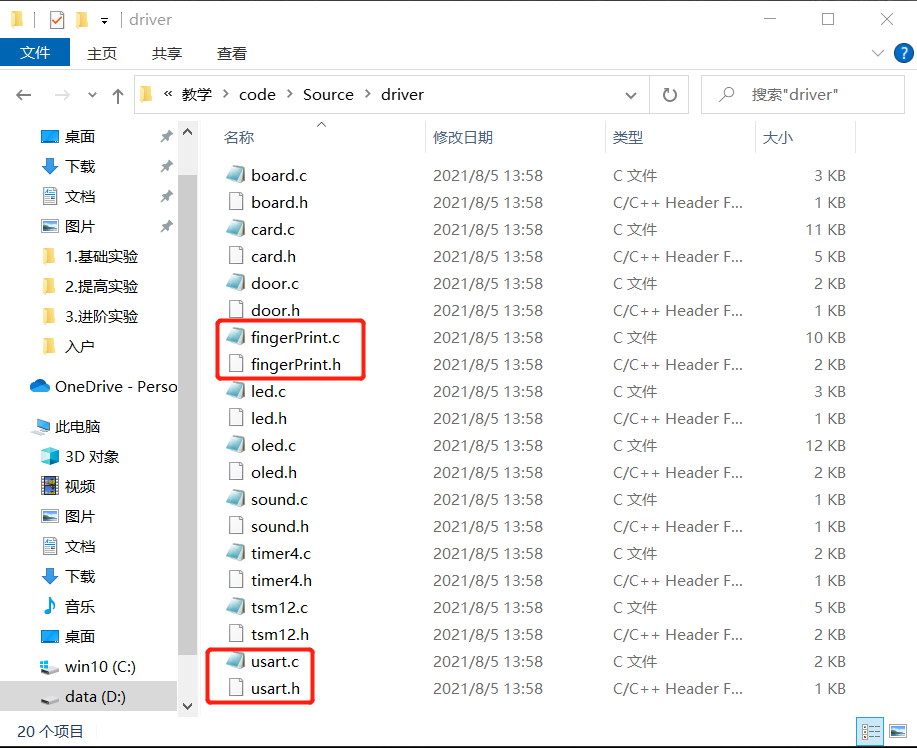 driver
文件 主页 共享 查看
« 教学 > code > Source > driver 搜索"driver"
名称 修改日期 类型 大小
桌面
下载
文档
图片
1.基础实验
2.提高实验
3.进阶实验
入户
OneDrive - Perso
此电脑
3D 对象
视频
图片
文档
下载
音乐
桌面
win10 (C:)
data (D:)
board.c 2021/8/5 13:58 C 文件 3 KB
board.h 2021/8/5 13:58 C/C++ Header F... 1 KB
card.c 2021/8/5 13:58 C 文件 11 KB
card.h 2021/8/5 13:58 C/C++ Header F... 5 KB
door.c 2021/8/5 13:58 C 文件 2 KB
door.h 2021/8/5 13:58 C/C++ Header F... 1 KB
fingerPrint.c 2021/8/5 13:58 C 文件 10 KB
fingerPrint.h 2021/8/5 13:58 C/C++ Header F... 2 KB
led.c 2021/8/5 13:58 C 文件 3 KB
led.h 2021/8/5 13:58 C/C++ Header F... 1 KB
oled.c 2021/8/5 13:58 C 文件 12 KB
oled.h 2021/8/5 13:58 C/C++ Header F... 2 KB
sound.c 2021/8/5 13:58 C 文件 1 KB
sound.h 2021/8/5 13:58 C/C++ Header F... 1 KB
timer4.c 2021/8/5 13:58 C 文件 2 KB
timer4.h 2021/8/5 13:58 C/C++ Header F... 1 KB
tsm12.c 2021/8/5 13:58 C 文件 5 KB
tsm12.h 2021/8/5 13:58 C/C++ Header F... 2 KB
usart.c 2021/8/5 13:58 C 文件 2 KB
usart.h 2021/8/5 13:58 C/C++ Header F... 1 KB
20 个项目